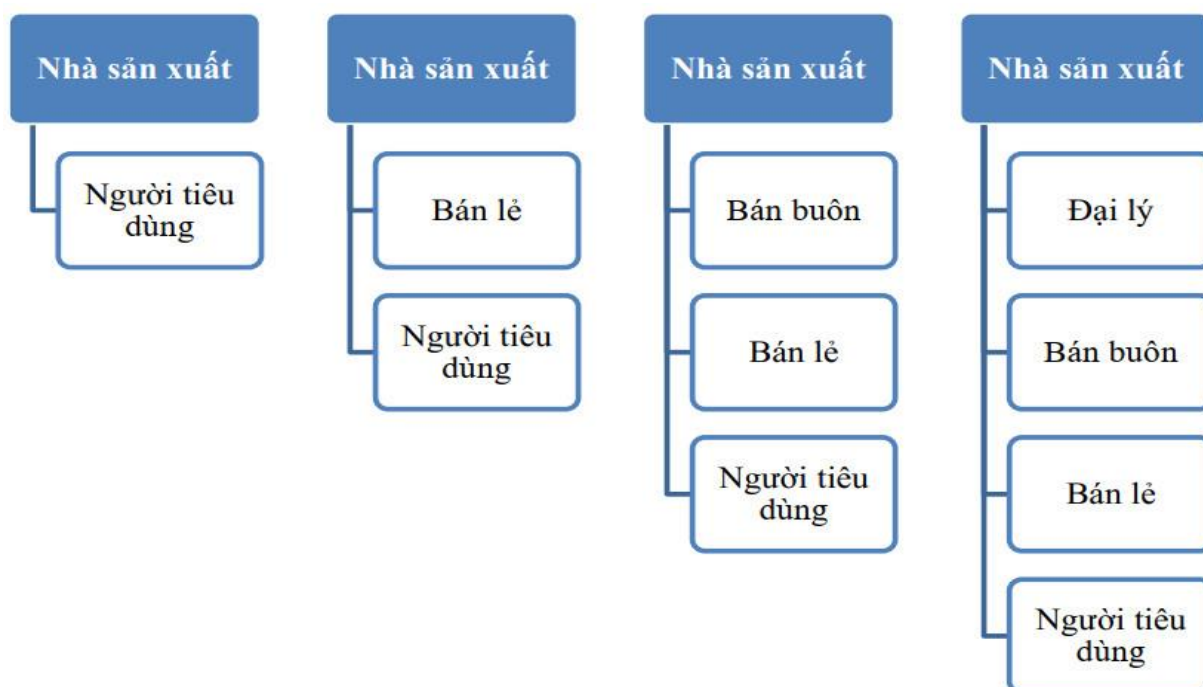 Nhà sản xuất
Người tiêu
dùng
Nhà sản xuất
Bán lẻ
Người tiêu
dùng
Nhà sản xuất
Bán buôn
Bán lẻ
Người tiêu
dùng
Nhà sản xuất
Đại lý
Bán buôn
Bán lẻ
Người tiêu
dùng